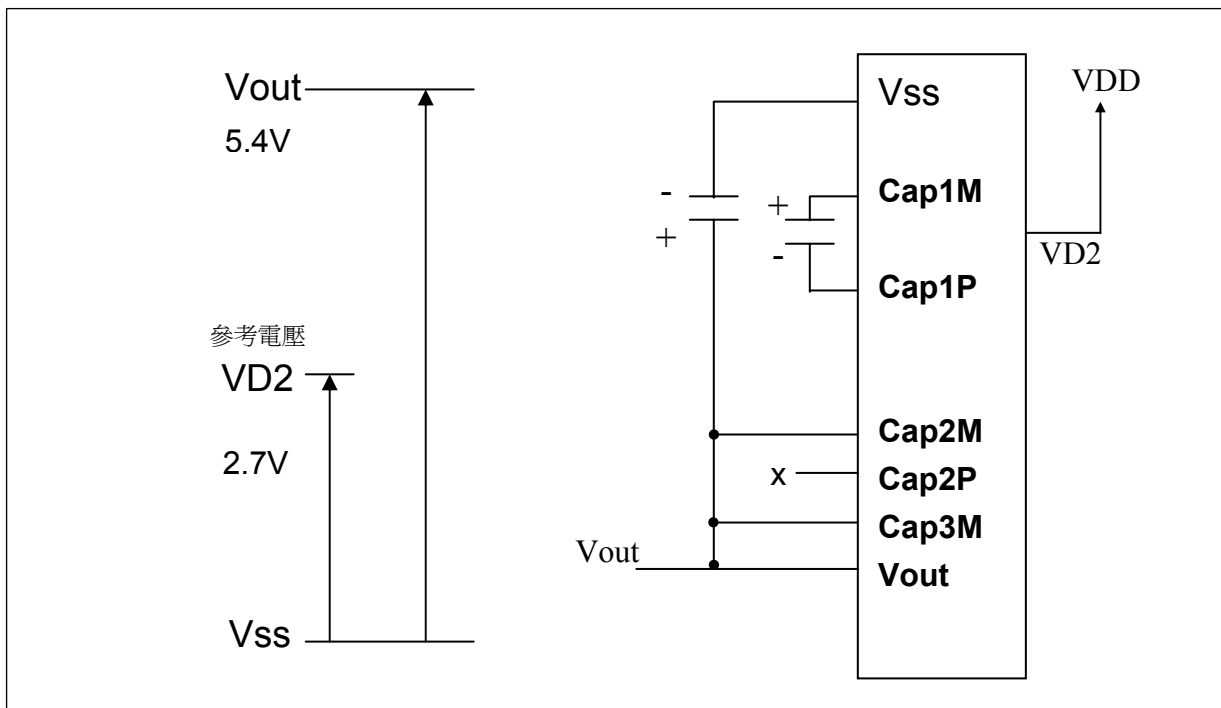 Vout
5.4V
參考電壓
VD2
2.7V
Vss
-
+
+
-
Vout
x
Vss
Cap1M
Cap1P
Cap2M
Cap2P
Cap3M
Vout
VDD
VD2